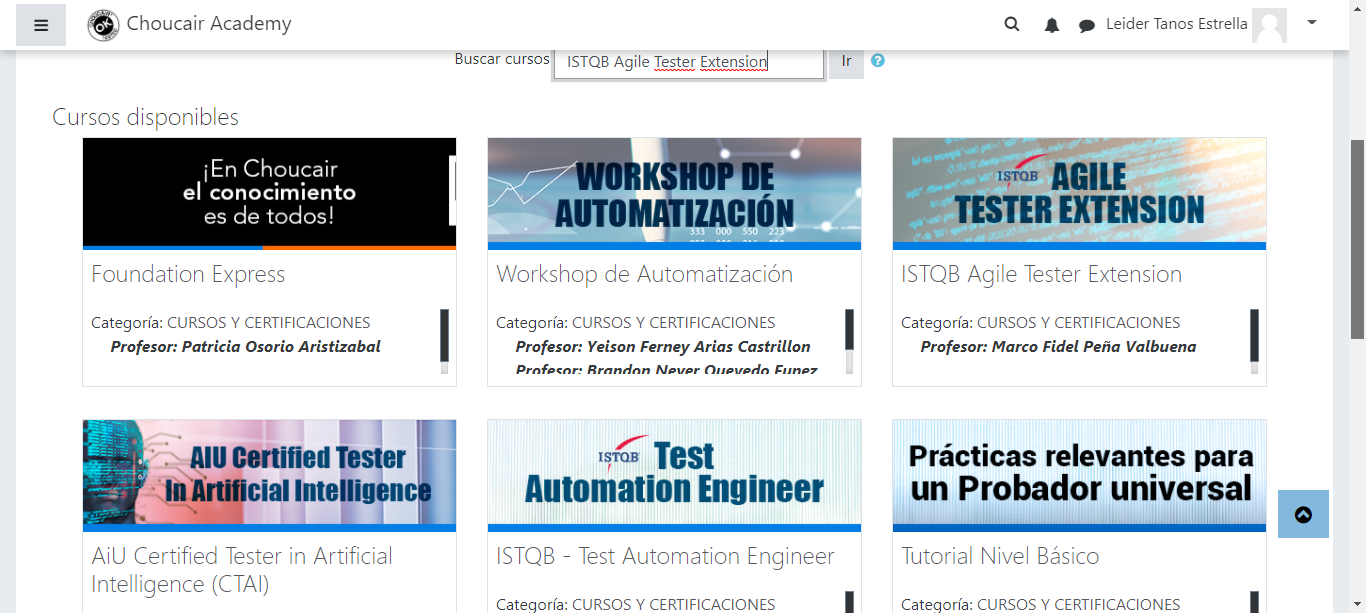 Choucair Academy
Leider Tanos Estrella
Buscar cursos
ISTQB Agile Tester Extension
Ir
Cursos disponibles
¡En Choucair
el conocimiento
es de todos!
Foundation Express
Categoría: CURSOS Y CERTIFICACIONES
Profesor: Patricia Osorio Aristizabal
WORKSHOP DE
AUTOMATIZACIÓN
333 000 550 223
Workshop de Automatización
Categoría: CURSOS Y CERTIFICACIONES
Profesor: Yeison Ferney Arias Castrillon
Profesor: Brandon Never Quevedo Funez
ISTQB AGILE
TESTER EXTENSION
ISTQB Agile Tester Extension
Categoría: CURSOS Y CERTIFICACIONES
Profesor: Marco Fidel Peña Valbuena
AIU Certified Tester
In Artificial Intelligence
AiU Certified Tester in Artificial
Intelligence (CTAI)
ISTQB Test
Automation Engineer
ISTQB - Test Automation Engineer
Categoría: CURSOS Y CERTIFICACIONES
Prácticas relevantes para
un Probador universal
Tutorial Nivel Básico
Categoría: CURSOS Y CERTIFICACIONES